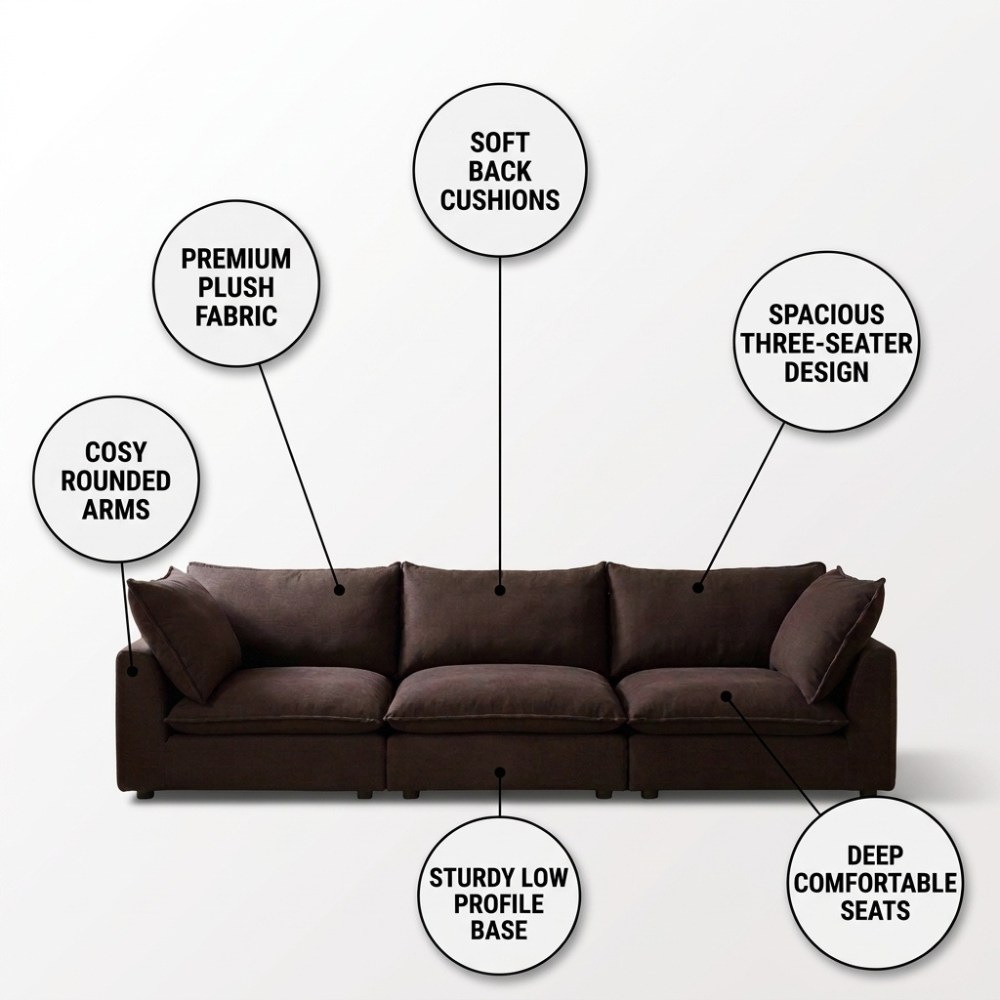 SOFT
BACK
CUSHIONS
PREMIUM
PLUSH
FABRIC
SPACIOUS
THREE-SEATER
DESIGN
COSY
ROUNDED
ARMS
STURDY LOW
PROFILE
BASE
DEEP
COMFORTABLE
SEATS